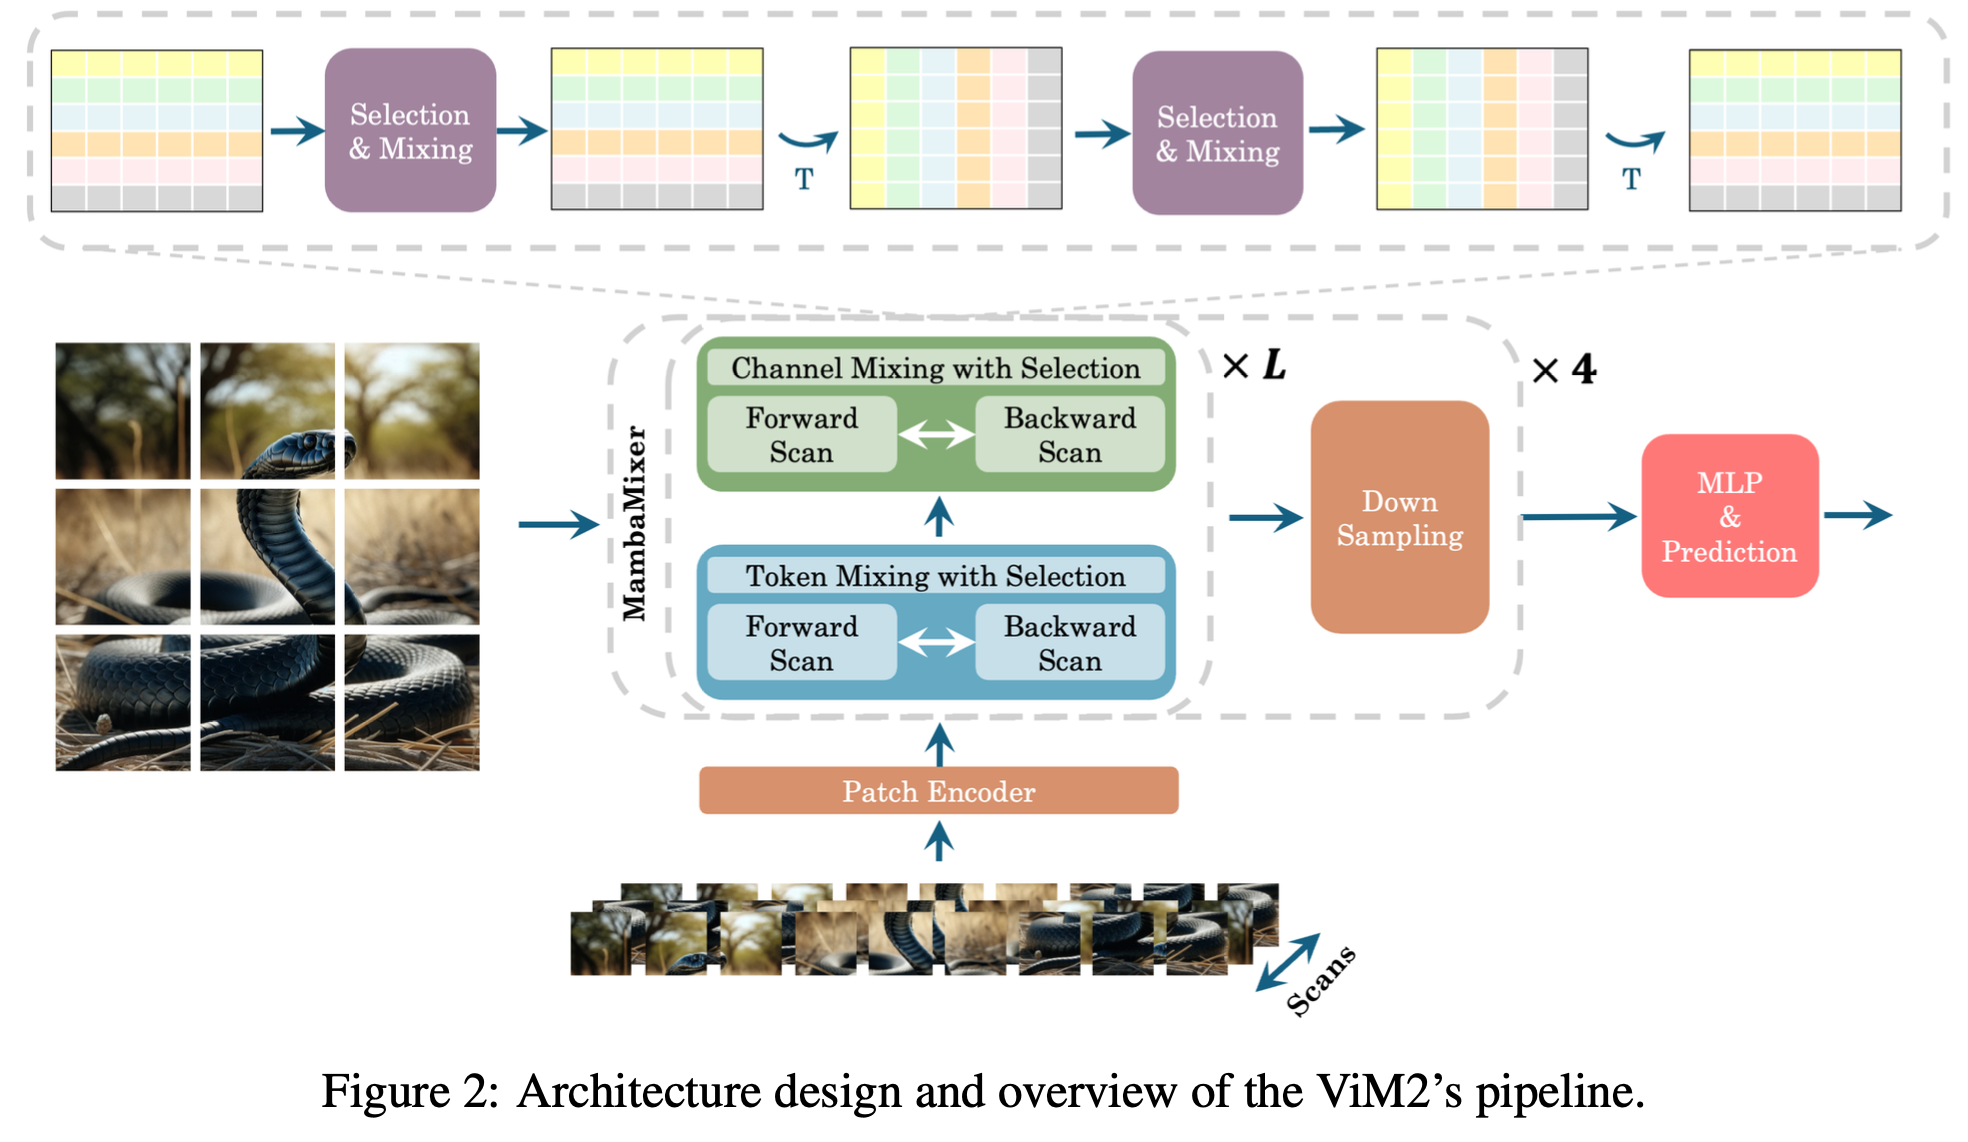 Selection
& Mixing
T
Selection
& Mixing
T
MambaMixer
Channel Mixing with Selection
Forward
Scan
Backward
Scan
× L
× 4
Token Mixing with Selection
Forward
Scan
Backward
Scan
Down
Sampling
MLP
&
Prediction
Patch Encoder
Scans
Figure 2: Architecture design and overview of the ViM2’s pipeline.